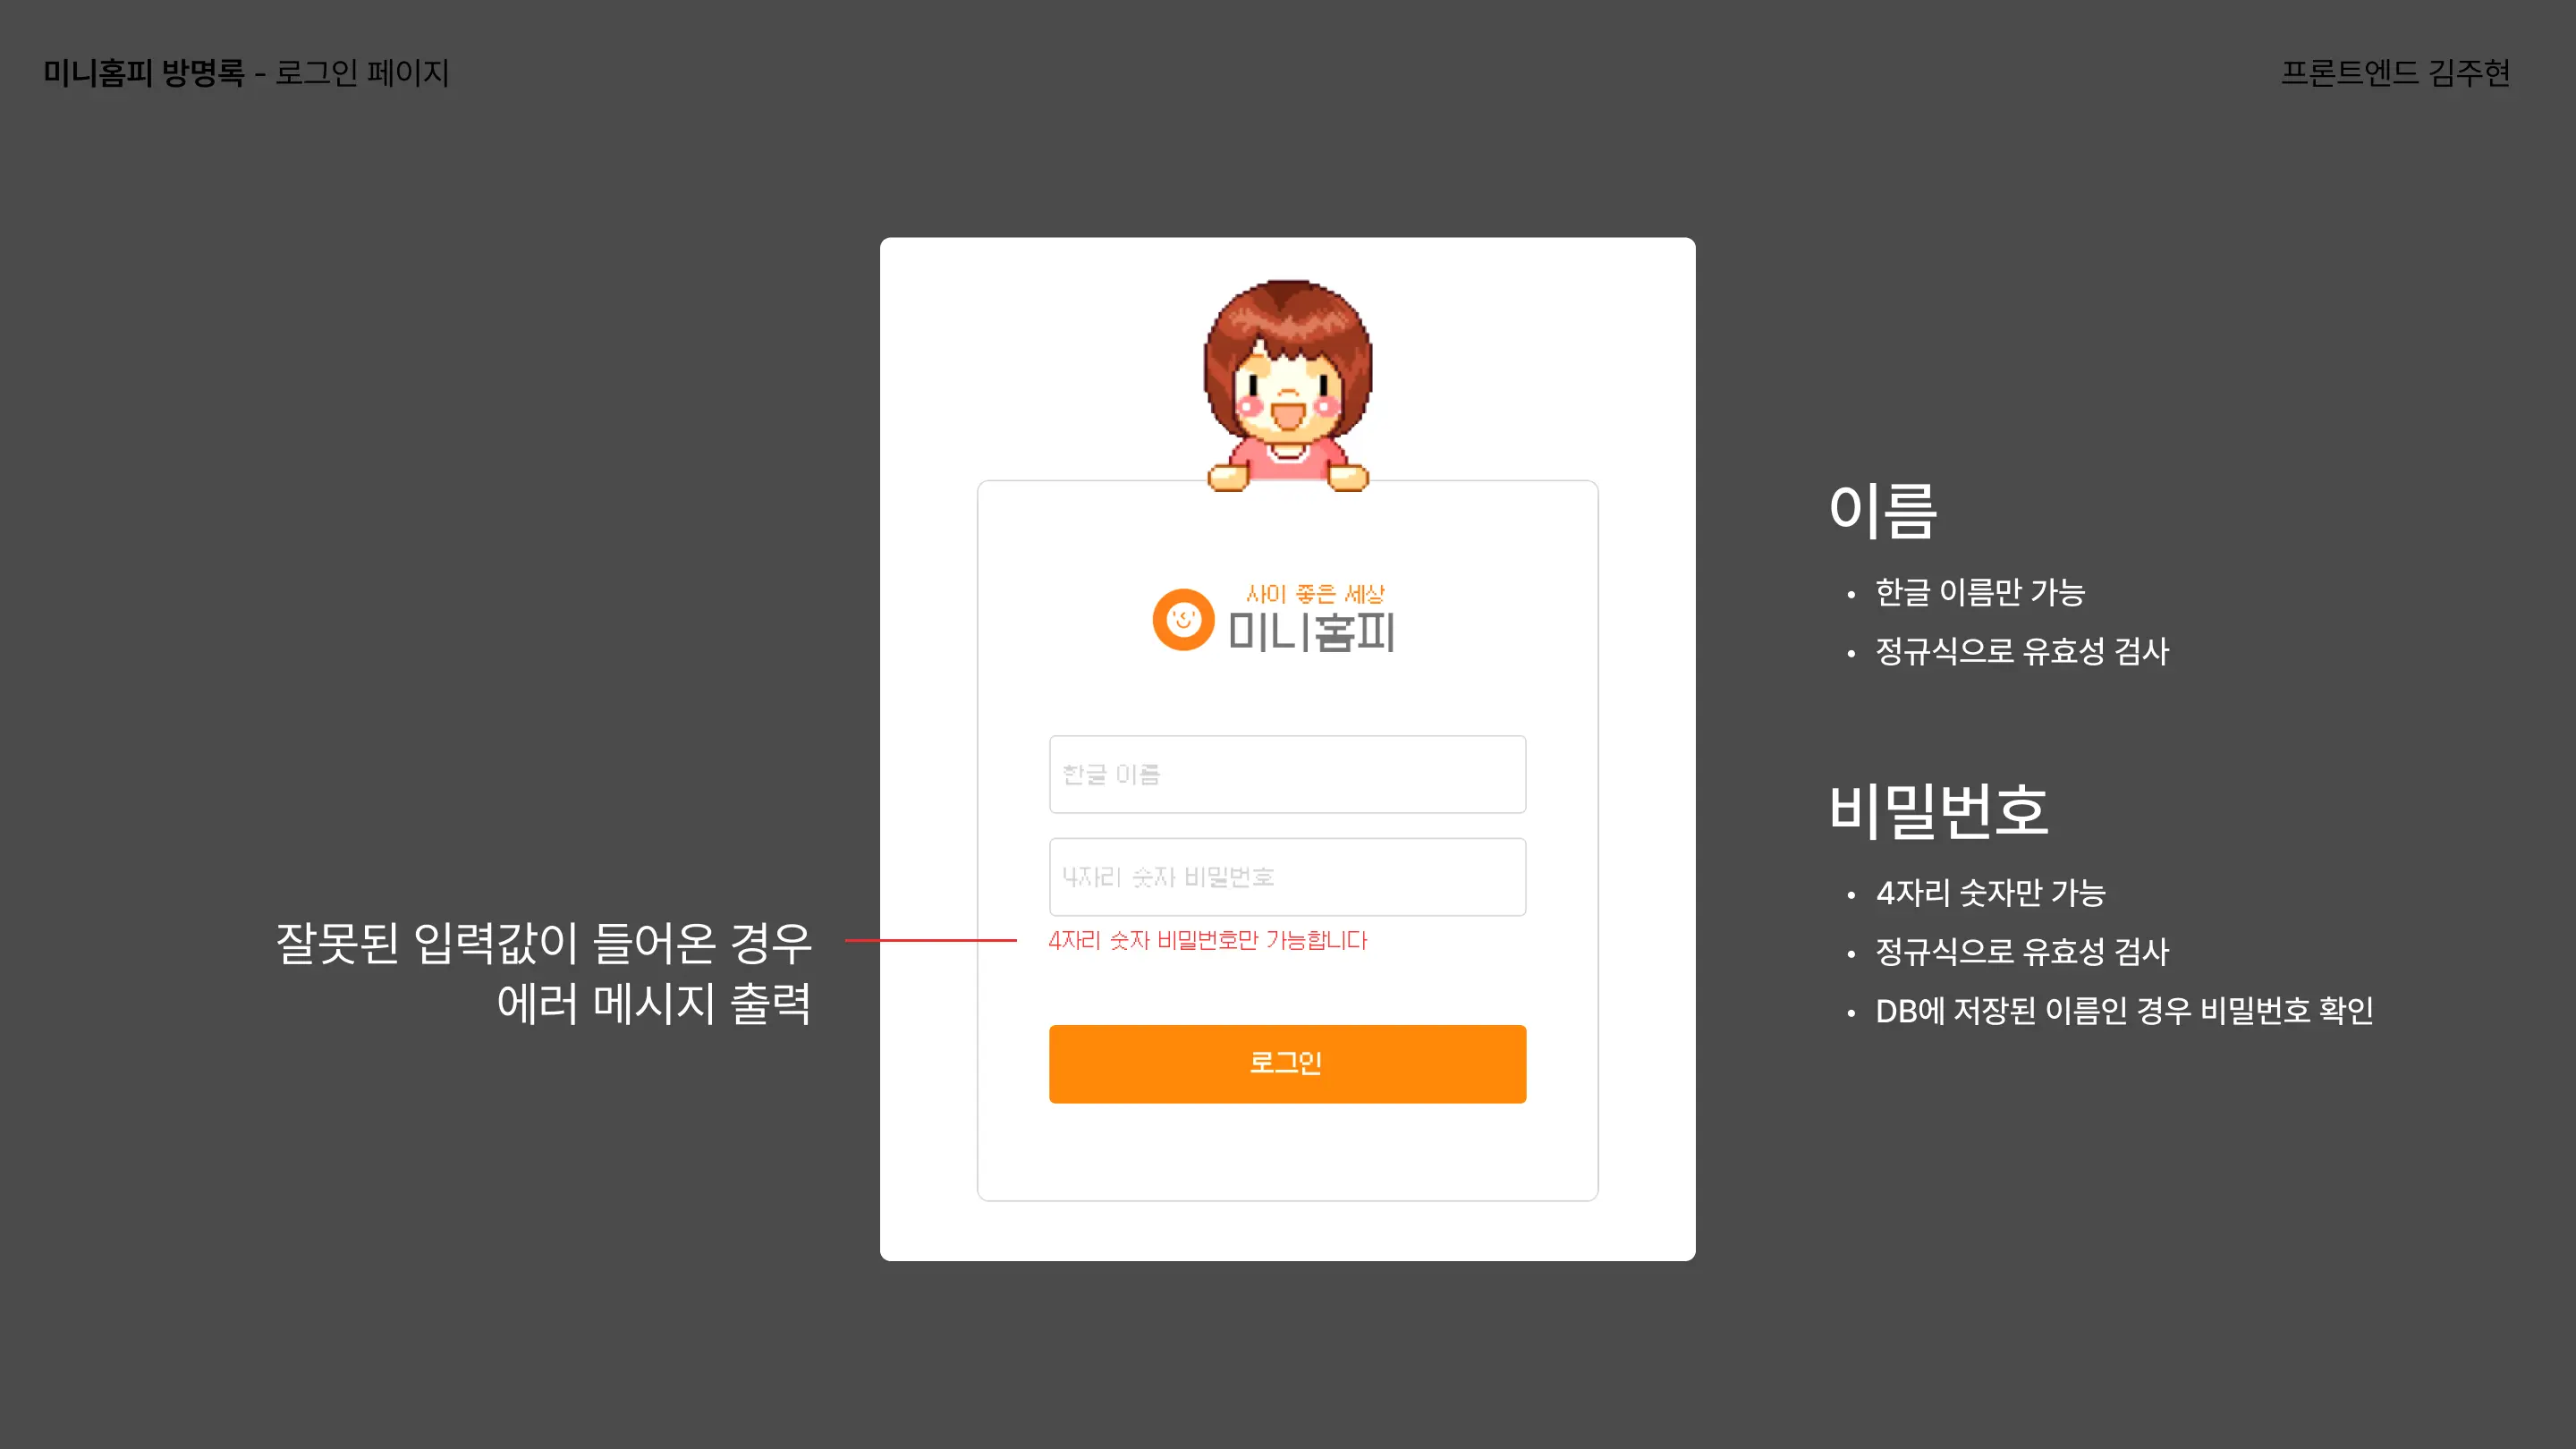 미니홈피 방명록 - 로그인 페이지
프론트엔드 김주현
사이 좋은 세상
미니홈피
한글 이름
4자리 숫자 비밀번호
4자리 숫자 비밀번호만 가능합니다
로그인
잘못된 입력값이 들어온 경우
에러 메시지 출력
이름
• 한글 이름만 가능
• 정규식으로 유효성 검사
비밀번호
• 4자리 숫자만 가능
• 정규식으로 유효성 검사
• DB에 저장된 이름인 경우 비밀번호 확인